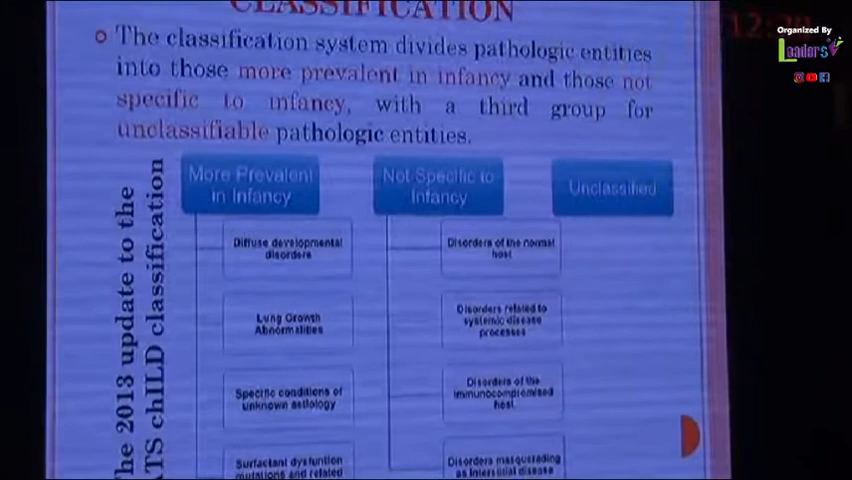 CLASSIFICATION
The classification system divides pathologic entities
into those more prevalent in infancy and those not
specific to infancy, with a third group for
unclassifiable pathologic entities.
The 2013 update to the
ATS chILD classification
More Prevalent
in Infancy
Diffuse developmental
disorders
Lung Growth
Abnormalities
Specific conditions of
unknown aetiology
Surfactant dysfuntion
mutations and related
Not Specific to
Infancy
Disorders of the normal
host
Disorders related to
systemic disease
processes
Disorders of the
immunocompromised
host
Disorders masquerading
as interstitial disease
Unclassified
Organized By
Leaders